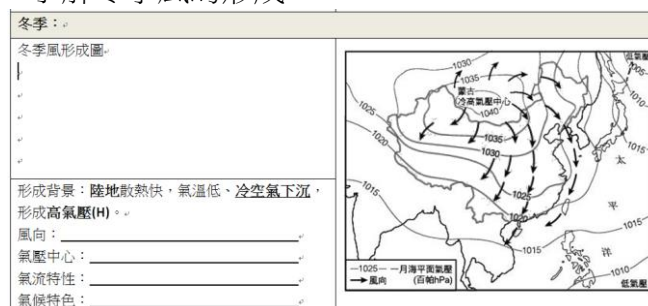 冬季：
冬季風形成圖
形成背景：陸地散熱快，氣溫低、冷空氣下沉，
形成高氣壓(H)。
風向：
氣壓中心：
氣流特性：
氣候特色：
1030
1035
蒙古
冷高氣壓中心
1040
1035
1030
1025
1020
1025
1020
1015
1015
1015
低氣壓
1005
1010
1015
1015
1010
太
平
洋
低氣壓
—1025— 一月海平面氣壓
(百帕hPa)
風向